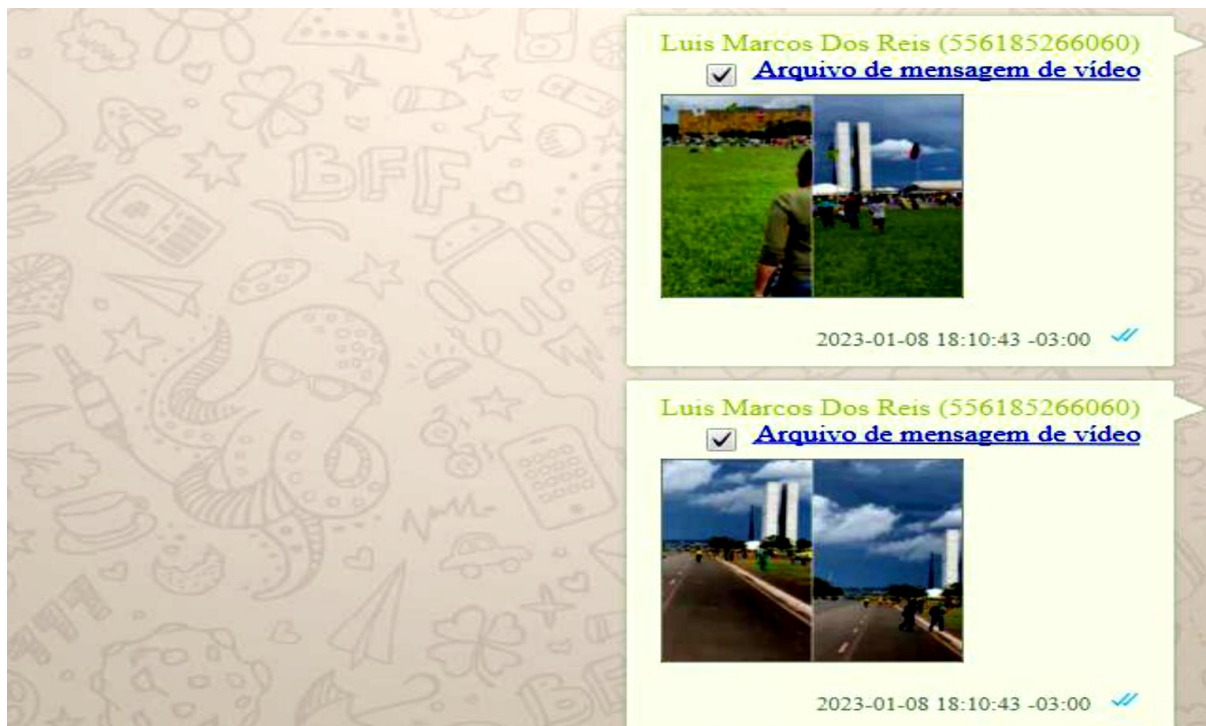 Luis Marcos Dos Reis (556185266060)
Arquivo de mensagem de vídeo
2023-01-08 18:10:43 -03:00
Luis Marcos Dos Reis (556185266060)
Arquivo de mensagem de vídeo
2023-01-08 18:10:43 -03:00
BFF